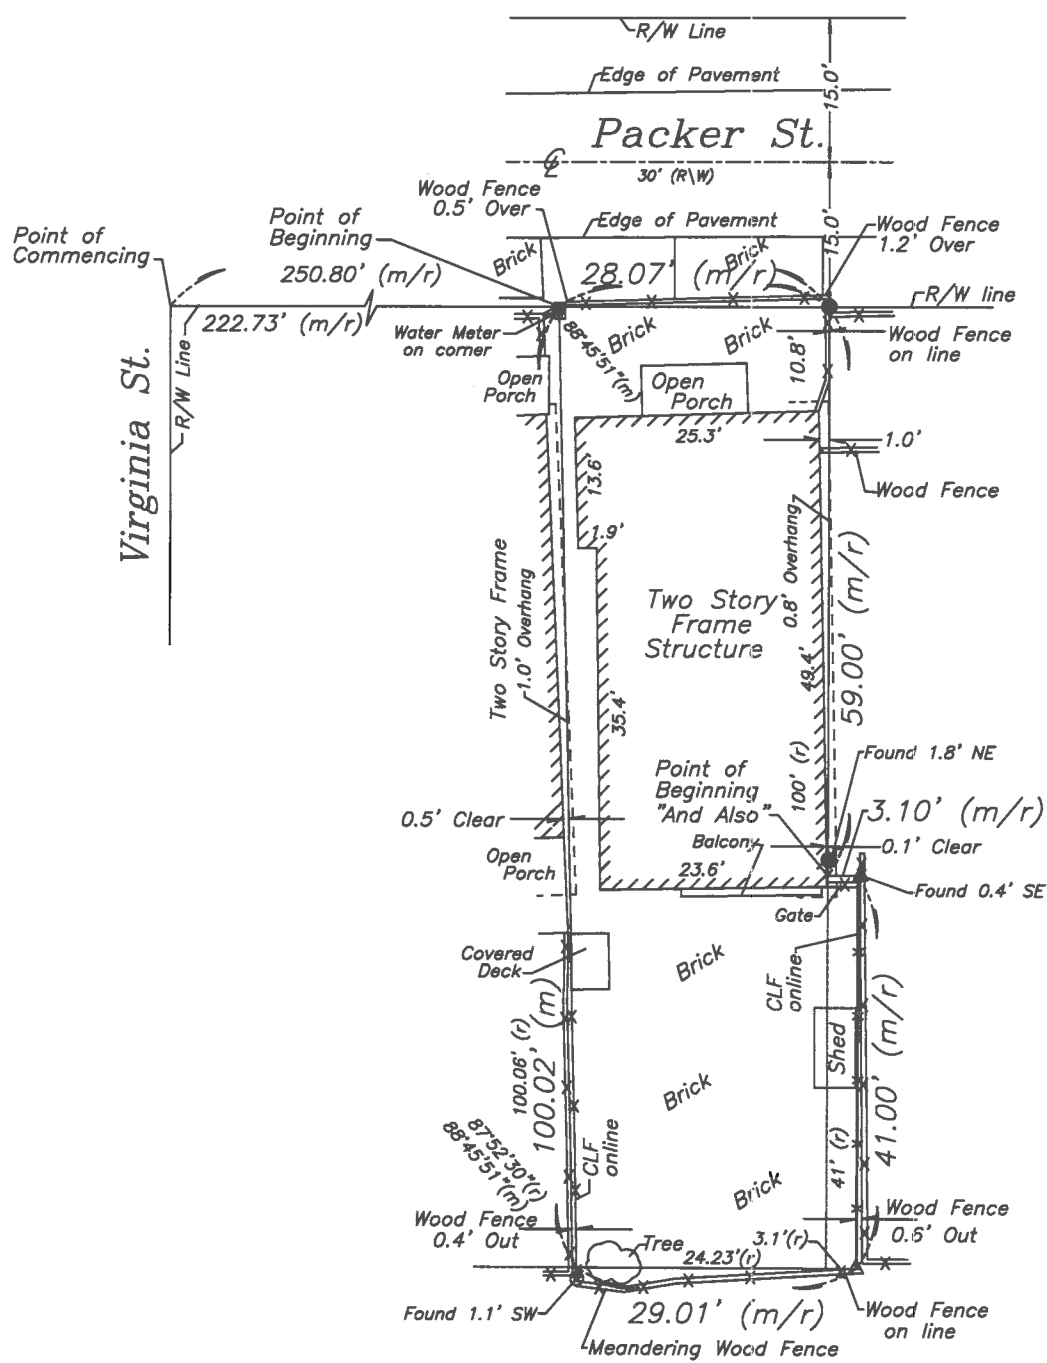 R/W Line
Edge of Pavement
15.0'
Packer St.
℄
30' (R\W)
Wood Fence
0.5' Over
Edge of Pavement
15.0'
Wood Fence
1.2' Over
Point of
Beginning
Point of
Commencing
Brick
Brick
250.80' (m/r)
28.07' (m/r)
R/W line
222.73' (m/r)
Water Meter
on corner
88°45'51"(m)
Brick
Brick
Wood Fence
on line
10.8'
Virginia St.
R/W Line
Open
Porch
Open
Porch
25.3'
1.0'
13.6'
Wood Fence
1.9'
0.8' Overhang
Two Story Frame
1.0' Overhang
Two Story
Frame
Structure
59.00' (m/r)
49.4'
35.4'
100' (r)
Found 1.8' NE
Point of
Beginning
"And Also"
3.10' (m/r)
0.5' Clear
Balcony
0.1' Clear
Open
Porch
23.6'
Found 0.4' SE
Gate
Covered
Deck
Brick
CLF
online
100.06' (r)
100.02' (m)
Shed
41.00' (m/r)
Brick
87°52'30"(r)
88°45'51"(m)
CLF
online
41' (r)
Brick
Wood Fence
0.4' Out
Wood Fence
0.6' Out
Tree
24.23'(r)
3.1'(r)
Found 1.1' SW
29.01' (m/r)
Wood Fence
on line
Meandering Wood Fence